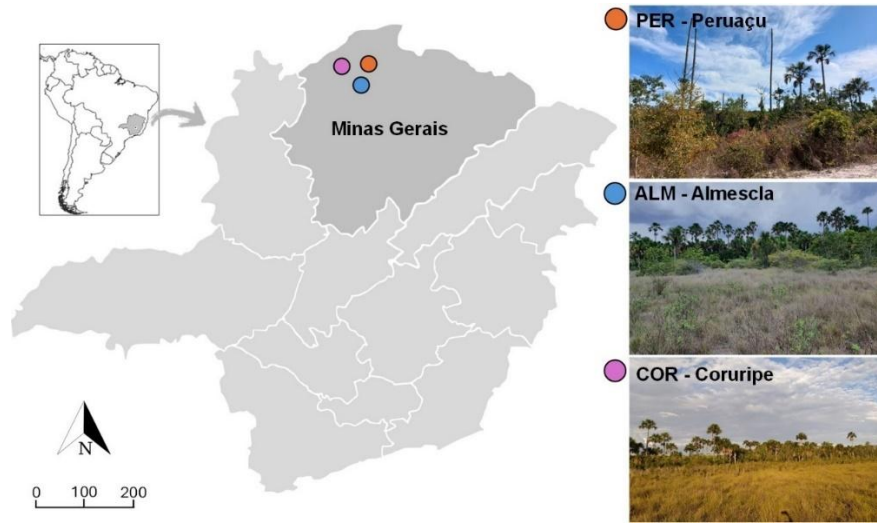 PER - Peruaçu
Minas Gerais
ALM - Almescla
COR - Coruripe
N
0 100 200